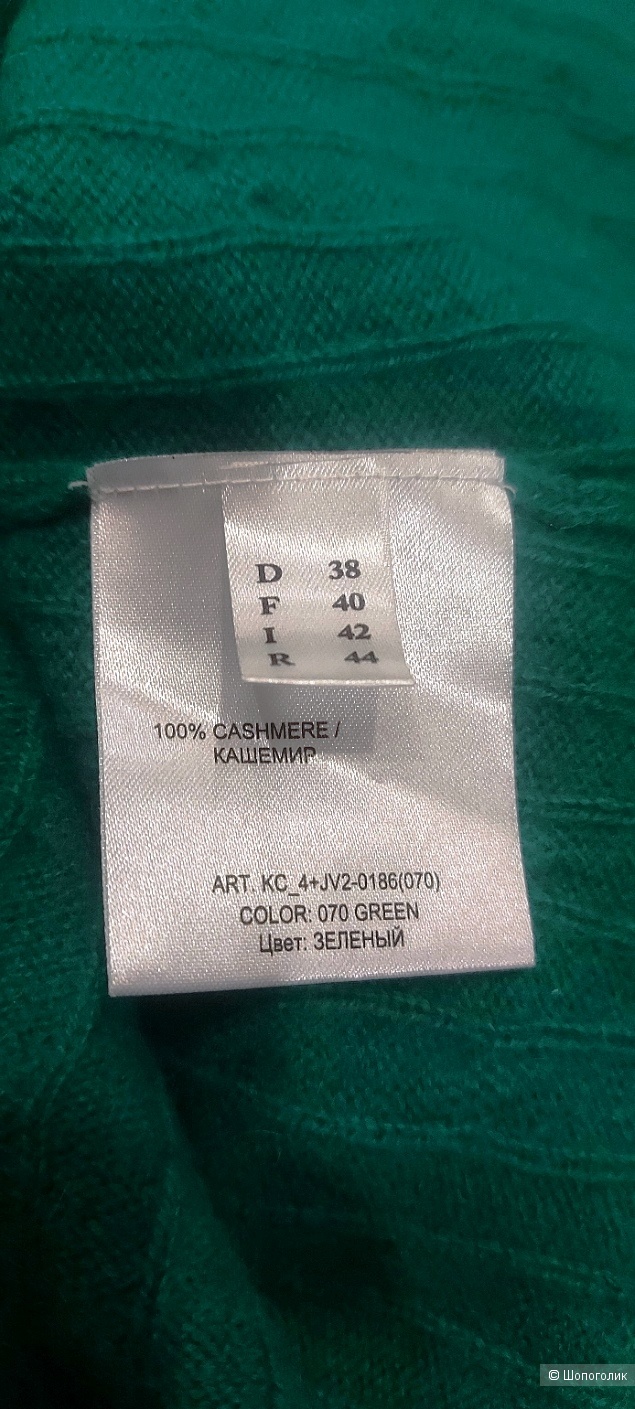 D 38
F 40
I 42
R 44
100% CASHMERE /
КАШЕМИР
ART. KC_4+JV2-0186(070)
COLOR: 070 GREEN
Цвет: ЗЕЛЕНЫЙ
© Шопоголик